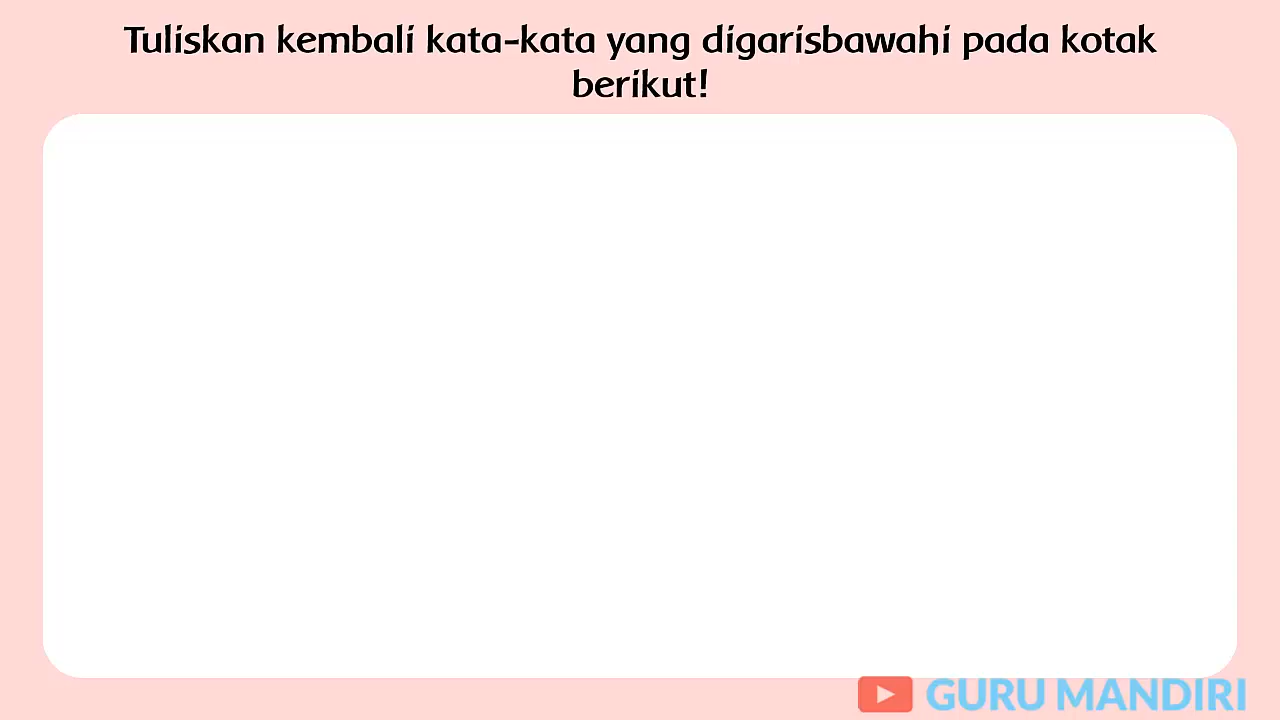 Tuliskan kembali kata-kata yang digarisbawahi pada kotak
berikut!
GURU MANDIRI